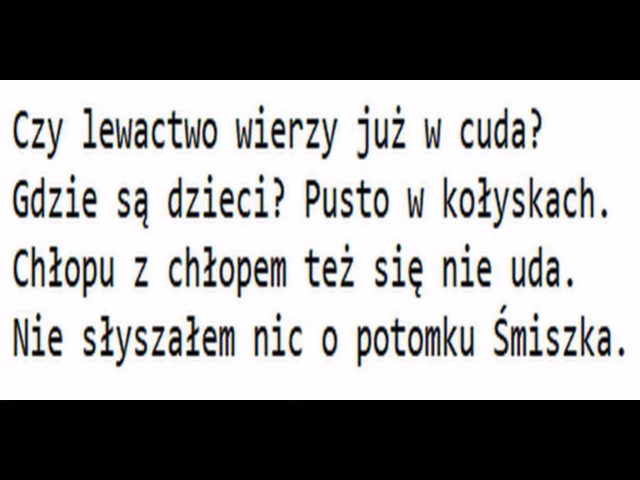 Czy lewactwo wierzy już w cuda?
Gdzie są dzieci? Pusto w kołyskach.
Chłopu z chłopem też się nie uda.
Nie słyszałem nic o potomku Śmiszka.